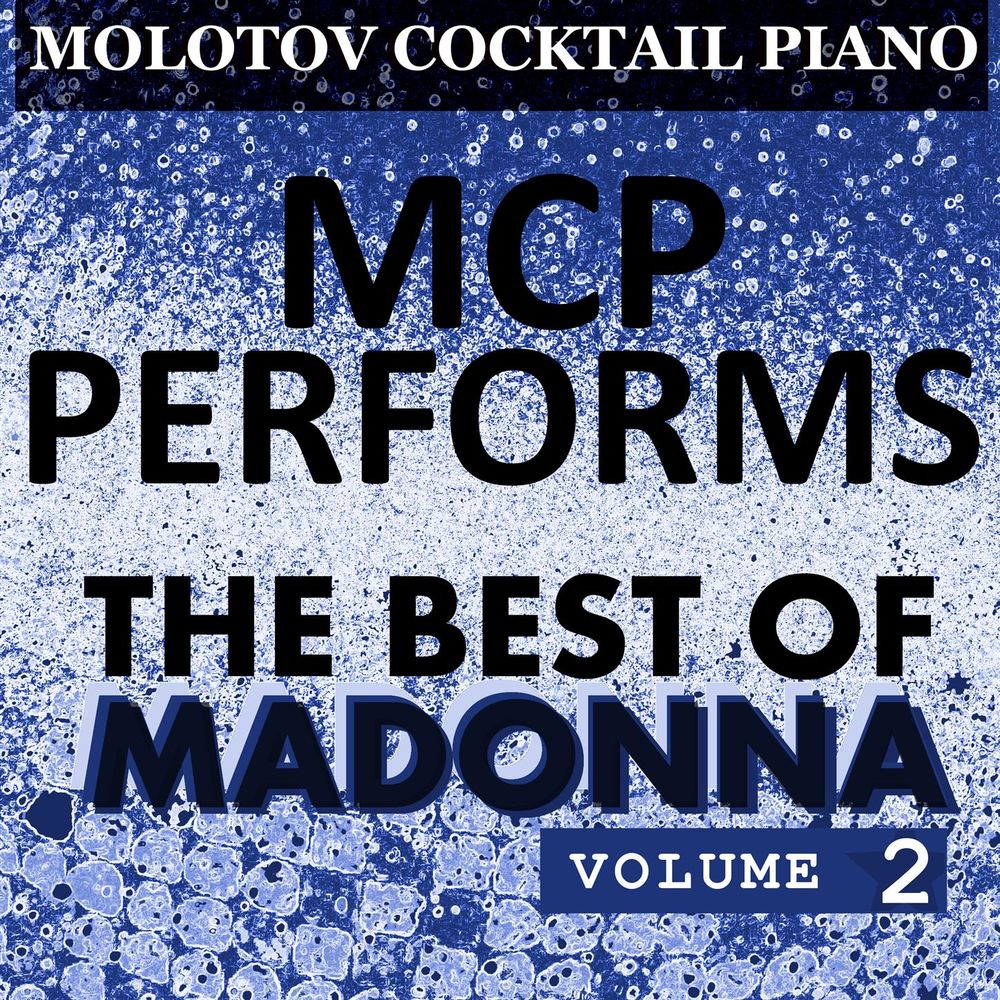 MOLOTOV COCKTAIL PIANO
MCP
PERFORMS
THE BEST OF
MADONNA
VOLUME 2